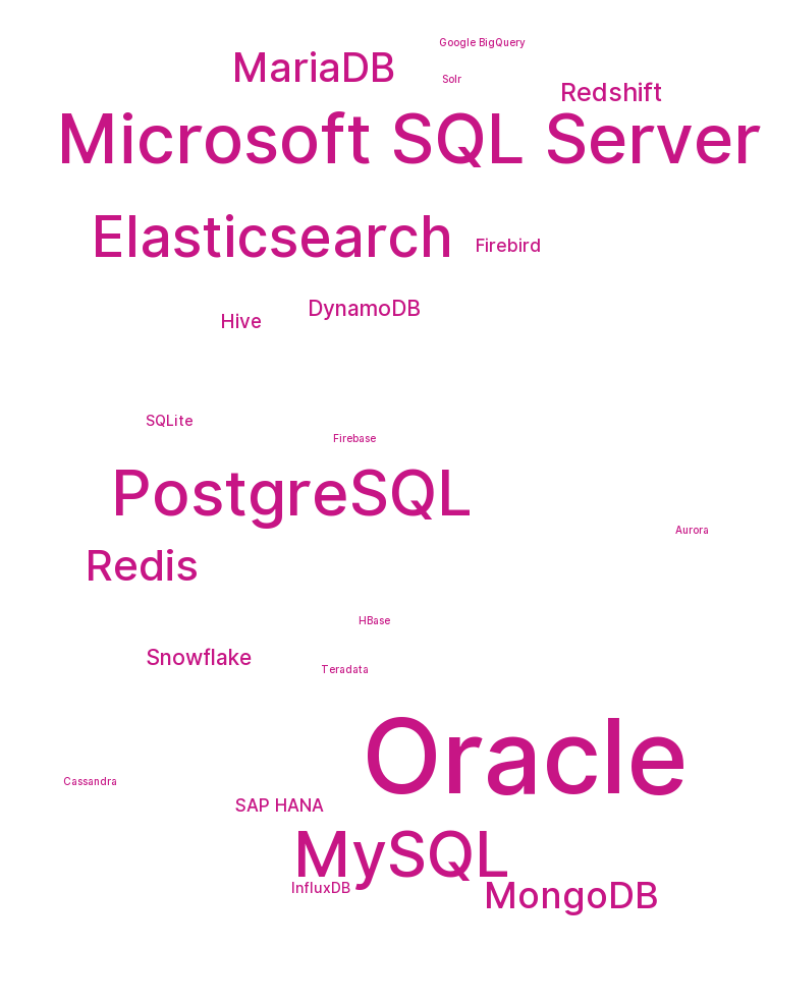 Google BigQuery
MariaDB
Solr
Redshift
Microsoft SQL Server
Elasticsearch
Firebird
DynamoDB
Hive
SQLite
Firebase
PostgreSQL
Aurora
Redis
HBase
Snowflake
Teradata
Oracle
Cassandra
SAP HANA
MySQL
InfluxDB
MongoDB